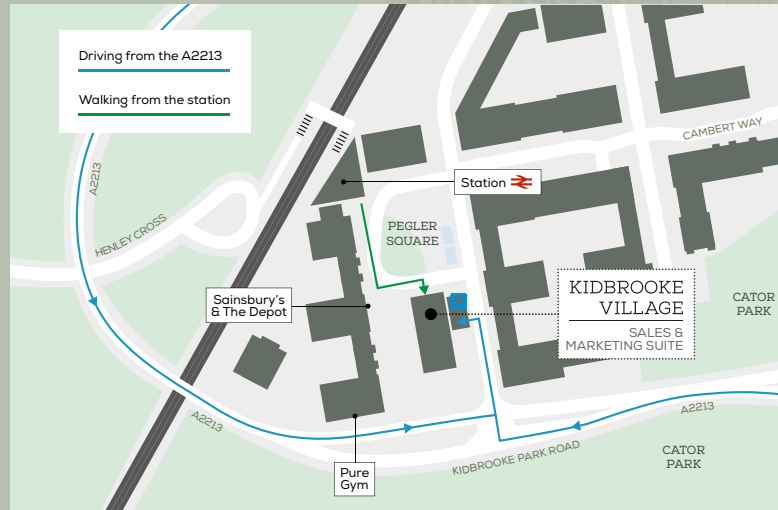 Driving from the A2213
Walking from the station
A2213
HENLEY CROSS
CAMBERT WAY
Station
PEGLER
SQUARE
Sainsbury's
& The Depot
P
KIDBROOKE
VILLAGE
SALES &
MARKETING SUITE
CATOR
PARK
A2213
A2213
KIDBROOKE PARK ROAD
CATOR
PARK
Pure
Gym